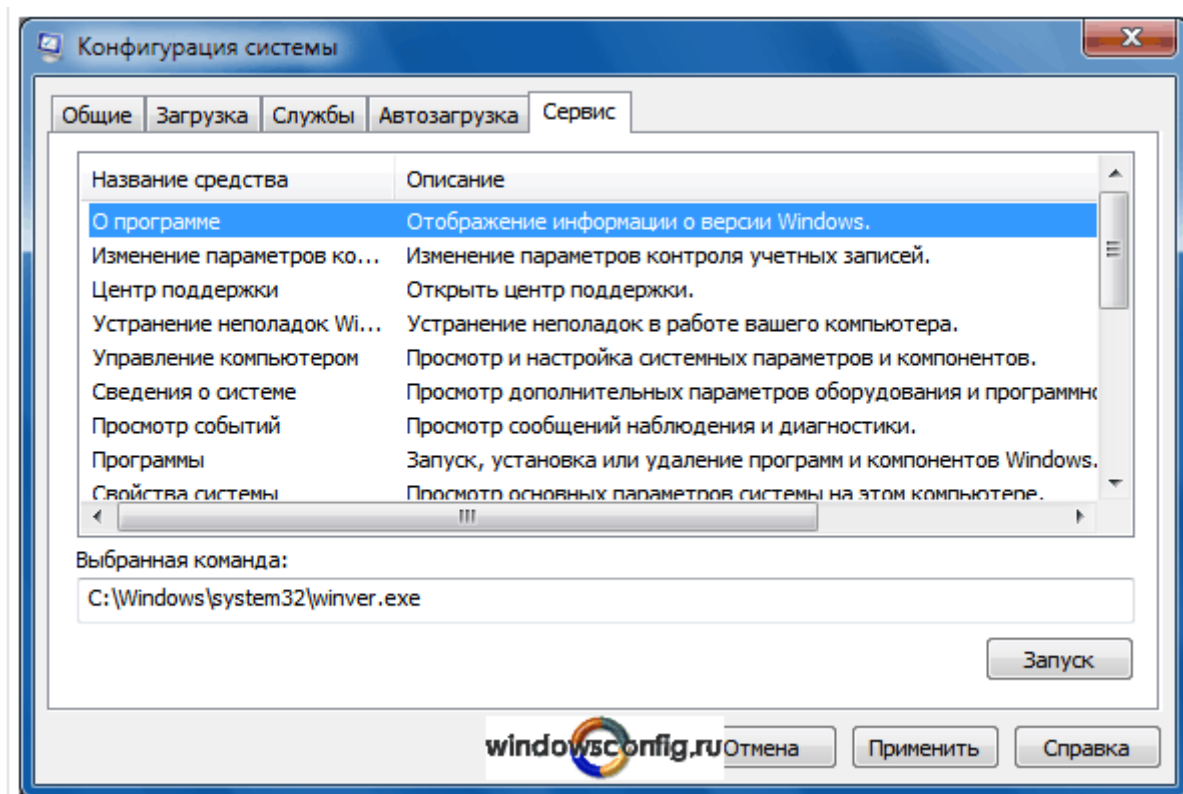 Конфигурация системы
Общие Загрузка Службы Автозагрузка Сервис
Название средства Описание
О программе Отображение информации о версии Windows.
Изменение параметров ко... Изменение параметров контроля учетных записей.
Центр поддержки Открыть центр поддержки.
Устранение неполадок Wi... Устранение неполадок в работе вашего компьютера.
Управление компьютером Просмотр и настройка системных параметров и компонентов.
Сведения о системе Просмотр дополнительных параметров оборудования и программно
Просмотр событий Просмотр сообщений наблюдения и диагностики.
Программы Запуск, установка или удаление программ и компонентов Windows.
Свойства системы Просмотр основных параметров системы на этом компьютере.
Выбранная команда:
C:\Windows\system32\winver.exe
Запуск
windowsconfig.ru Отмена Применить Справка